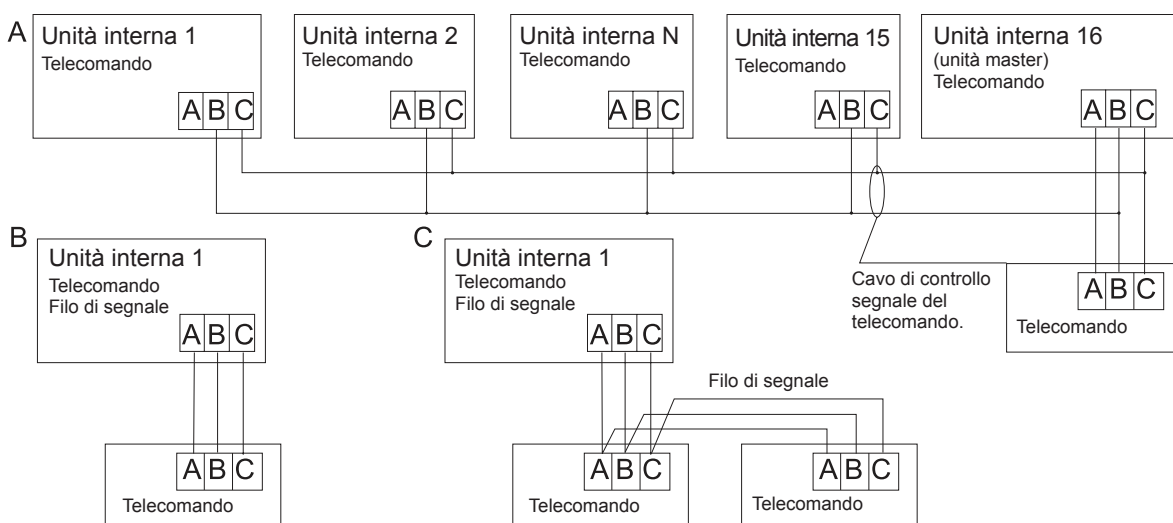 A
Unità interna 1
Telecomando
A B C
Unità interna 2
Telecomando
A B C
Unità interna N
Telecomando
A B C
Unità interna 15
Telecomando
A B C
Unità interna 16
(unità master)
Telecomando
A B C
B
Unità interna 1
Telecomando
Filo di segnale
A B C
A B C
Telecomando
C
Unità interna 1
Telecomando
Filo di segnale
A B C
Filo di segnale
A B C
Telecomando
A B C
Telecomando
Cavo di controllo
segnale del
telecomando.
A B C
Telecomando